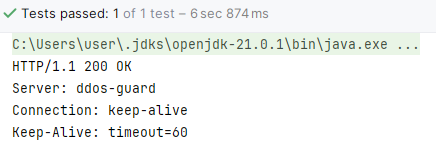 Tests passed: 1 of 1 test – 6 sec 874 ms
C:\Users\user\.jdks\openjdk-21.0.1\bin\java.exe ...
HTTP/1.1 200 OK
Server: ddos-guard
Connection: keep-alive
Keep-Alive: timeout=60